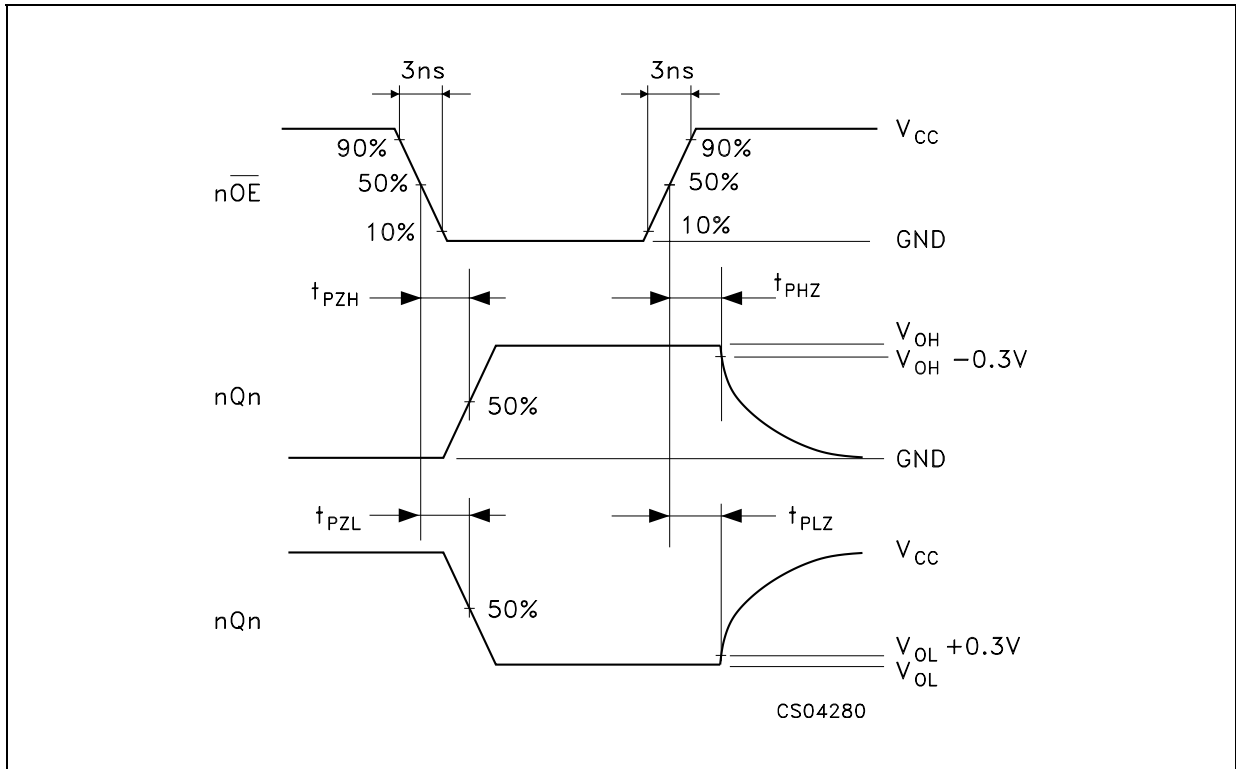 3ns 3ns
V_CC
90% 90%
50% 50%
nO̅E̅
10% 10%
GND
t_PZH t_PHZ
V_OH
V_OH -0.3V
nQn 50%
GND
t_PZL t_PLZ
V_CC
50%
nQn
V_OL +0.3V
V_OL
CS04280